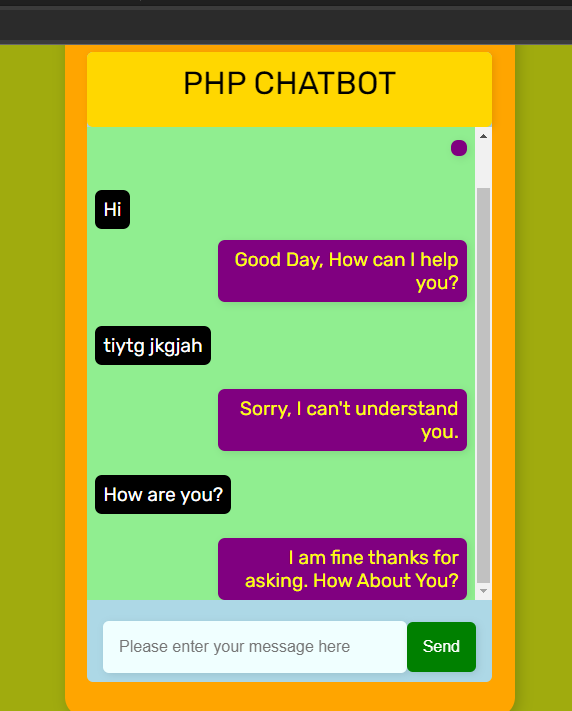 PHP CHATBOT
Hi
Good Day, How can I help
you?
tiytg jkgjah
Sorry, I can't understand
you.
How are you?
I am fine thanks for
asking. How About You?
Please enter your message here
Send